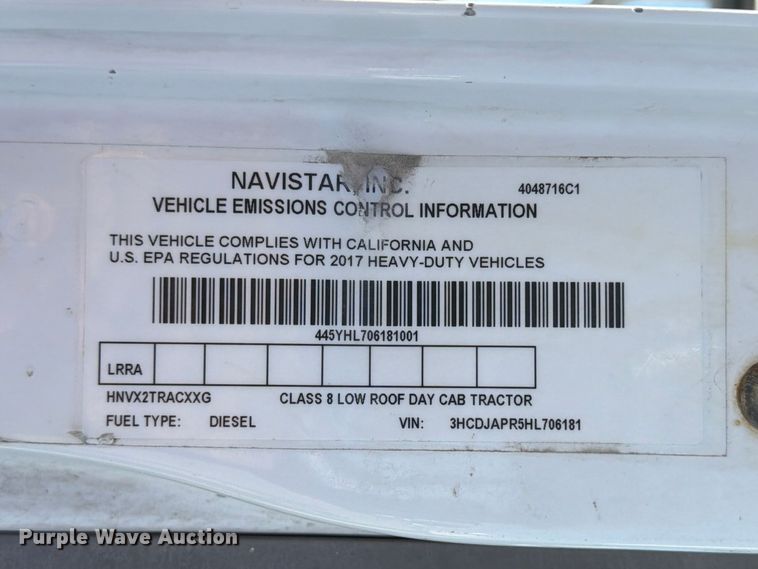 NAVISTAR, INC.
4048716C1
VEHICLE EMISSIONS CONTROL INFORMATION
THIS VEHICLE COMPLIES WITH CALIFORNIA AND
U.S. EPA REGULATIONS FOR 2017 HEAVY-DUTY VEHICLES
445YHL706181001
LRRA
HNVX2TRACXXG CLASS 8 LOW ROOF DAY CAB TRACTOR
FUEL TYPE: DIESEL VIN: 3HCDJAPR5HL706181
Purple Wave Auction